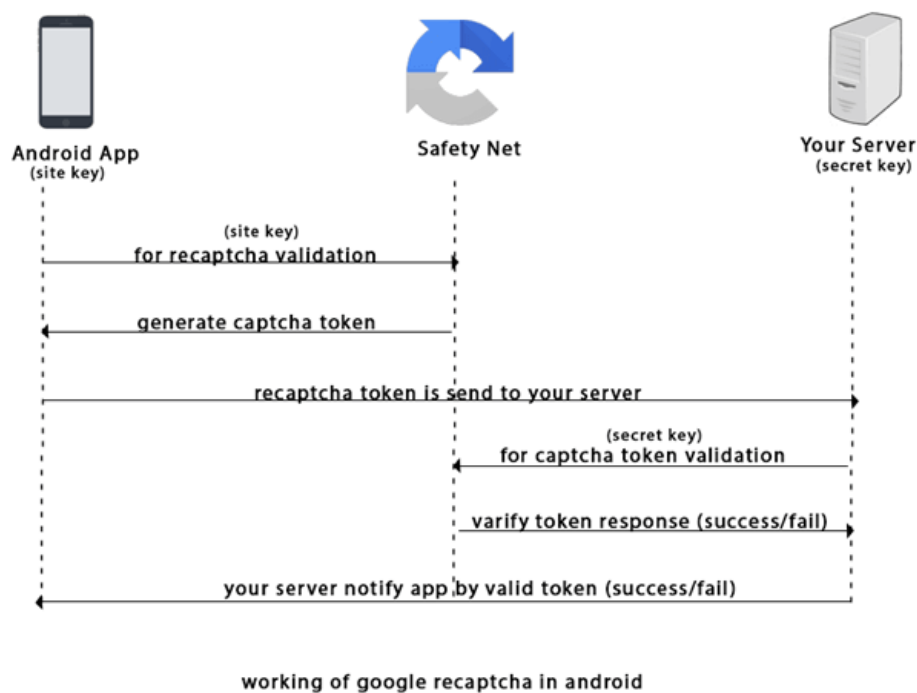 Android App
(site key)
Safety Net
Your Server
(secret key)
(site key)
for recaptcha validation
generate captcha token
recaptcha token is send to your server
(secret key)
for captcha token validation
varify token response (success/fail)
your server notify app by valid token (success/fail)
working of google recaptcha in android